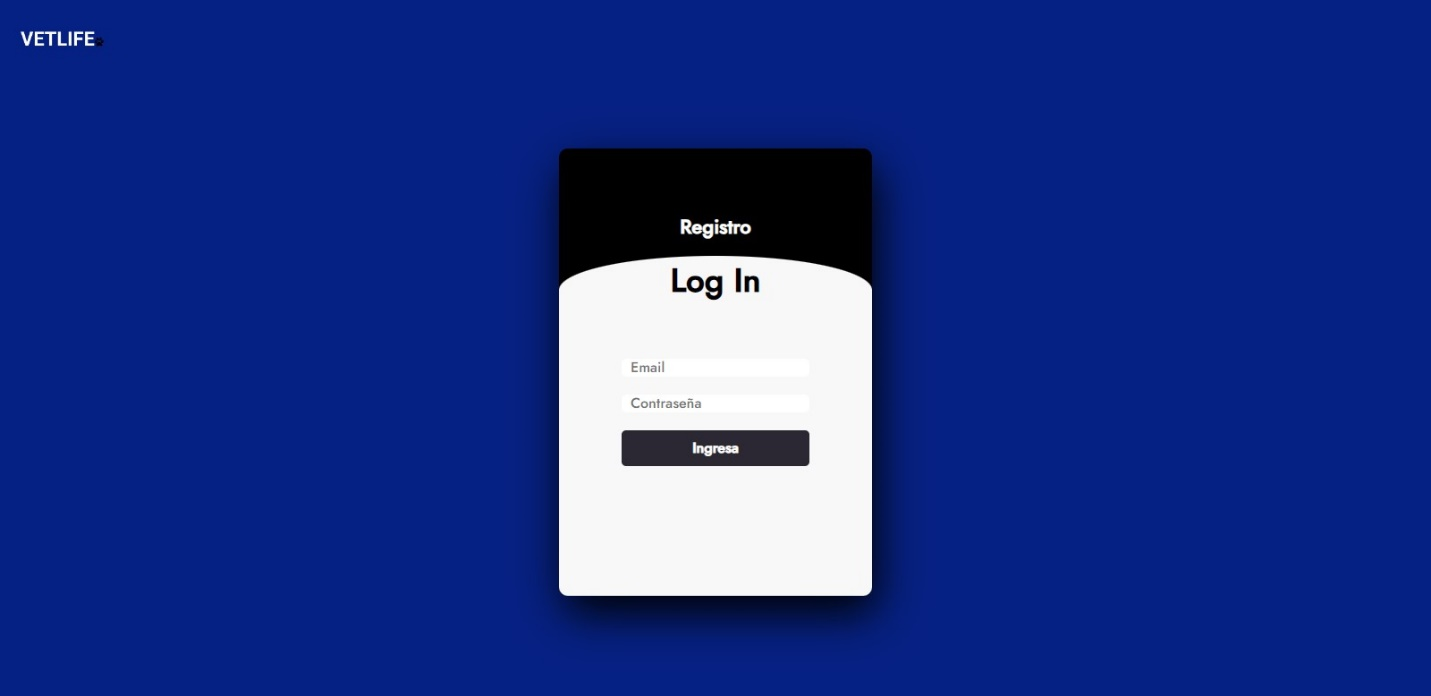 VETLIFE
Registro
Log In
Email
Contraseña
Ingresa